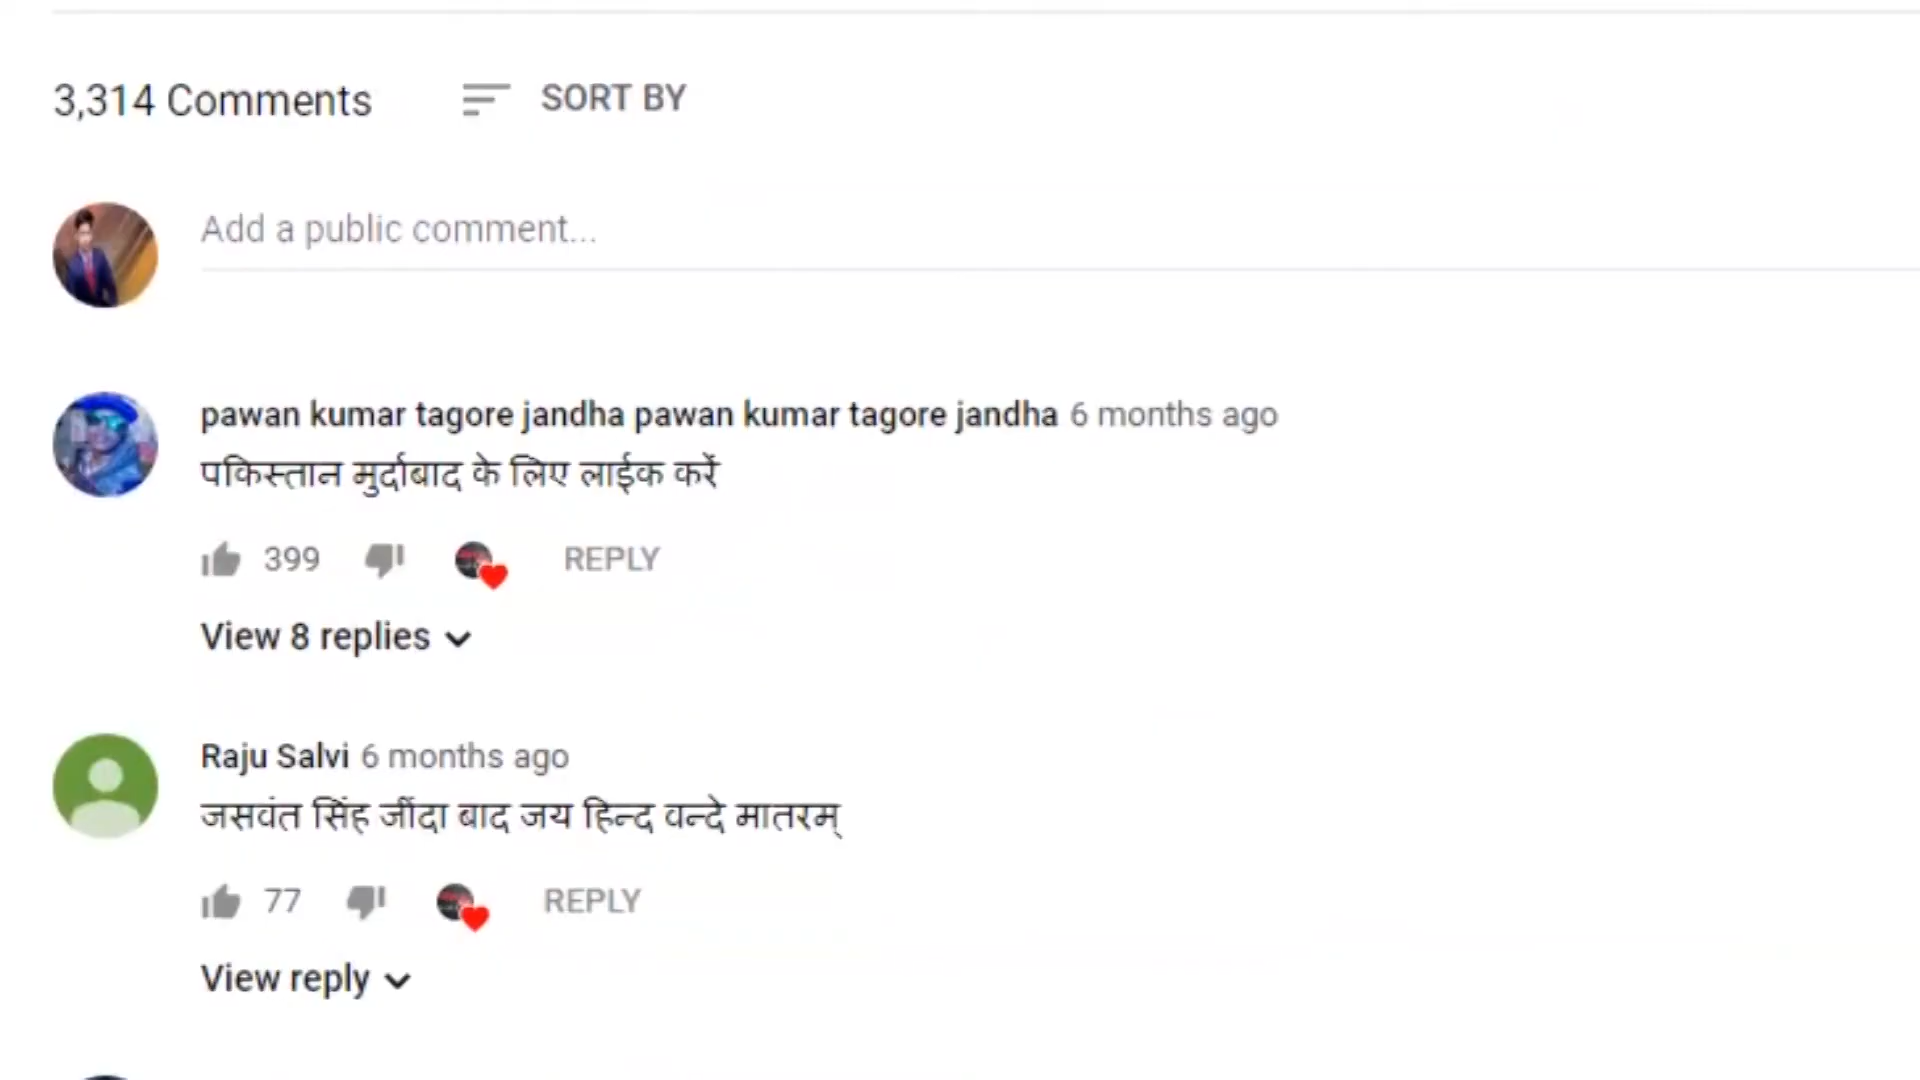 3,314 Comments SORT BY
Add a public comment...
pawan kumar tagore jandha pawan kumar tagore jandha 6 months ago
पकिस्तान मुर्दाबाद के लिए लाईक करें
399 REPLY
View 8 replies
Raju Salvi 6 months ago
जसवंत सिंह जींदा बाद जय हिन्द वन्दे मातरम्
77 REPLY
View reply